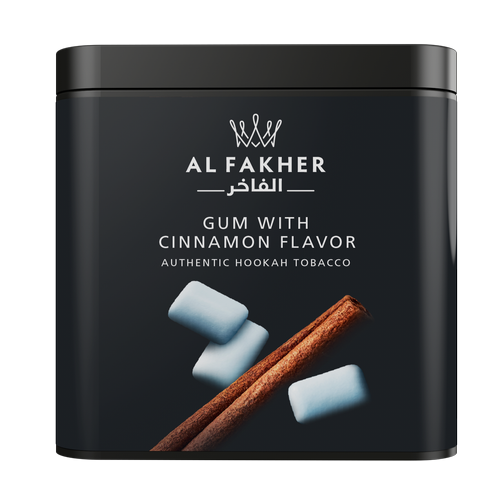 AL FAKHER
الفاخر
GUM WITH
CINNAMON FLAVOR
AUTHENTIC HOOKAH TOBACCO